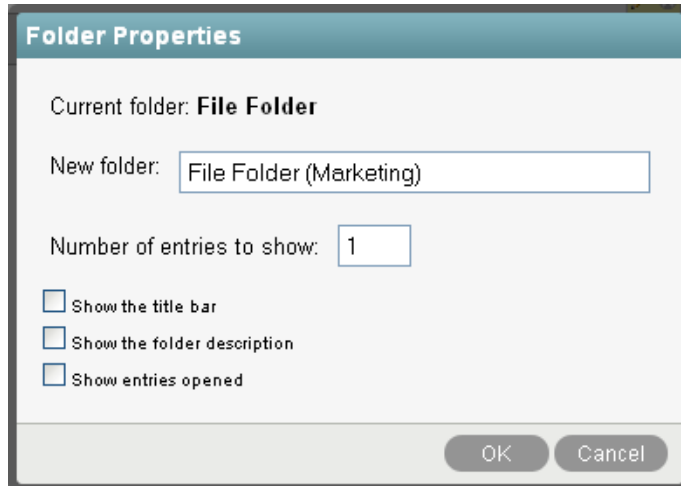 Folder Properties
Current folder: File Folder
New folder: File Folder (Marketing)
Number of entries to show: 1
Show the title bar
Show the folder description
Show entries opened
OK Cancel